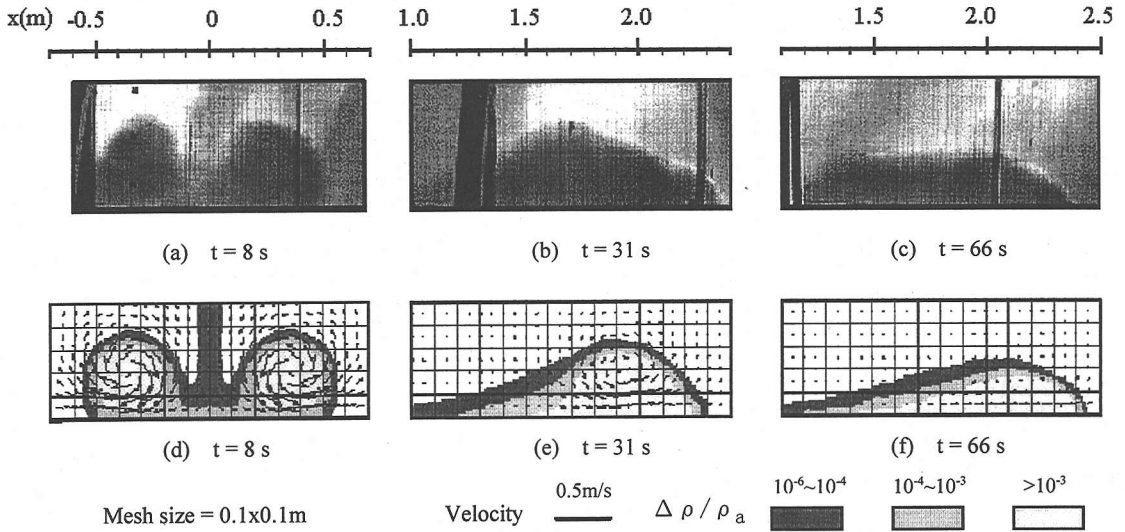 x(m) -0.5 0 0.5 1.0 2.0 1.5 2.0 2.5
(a) t = 8 s (b) t = 31 s (c) t = 66 s
(d) t = 8 s (e) t = 31 s (f) t = 66 s
Mesh size = 0.1x0.1m Velocity 0.5m/s Δ ρ / ρa 10⁻⁶~10⁻⁴ 10⁻⁴~10⁻³ >10⁻³